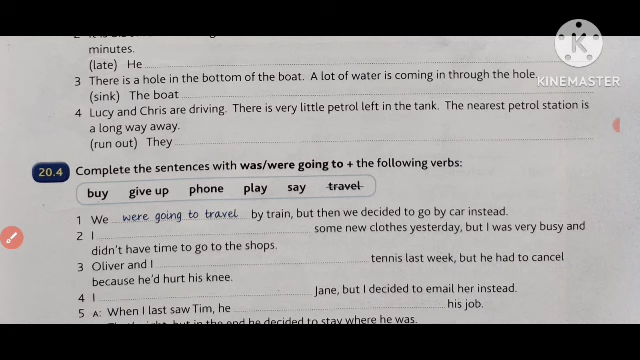 minutes.
(late) He
3 There is a hole in the bottom of the boat. A lot of water is coming in through the hole.
(sink) The boat
4 Lucy and Chris are driving. There is very little petrol left in the tank. The nearest petrol station is
a long way away.
(run out) They
20.4 Complete the sentences with was/were going to + the following verbs:
buy give up phone play say travel
1 We were going to travel by train, but then we decided to go by car instead.
2 I some new clothes yesterday, but I was very busy and
didn't have time to go to the shops.
3 Oliver and I tennis last week, but he had to cancel
because he'd hurt his knee.
4 I Jane, but I decided to email her instead.
5 A: When I last saw Tim, he his job.
but in the end he decided to stay where he was.
K
KINEMASTER